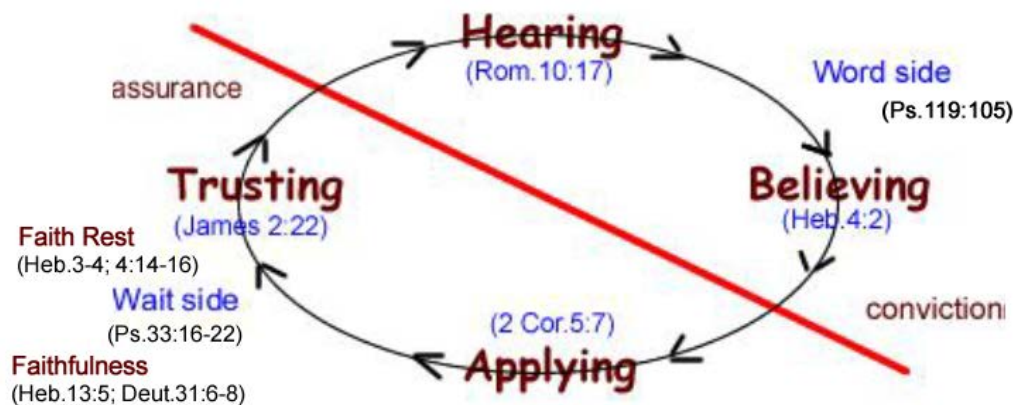 Hearing
(Rom.10:17)
Word side
(Ps.119:105)
assurance
Trusting
(James 2:22)
Believing
(Heb.4:2)
Faith Rest
(Heb.3-4; 4:14-16)
Wait side
(Ps.33:16-22)
conviction
(2 Cor.5:7)
Applying
Faithfulness
(Heb.13:5; Deut.31:6-8)